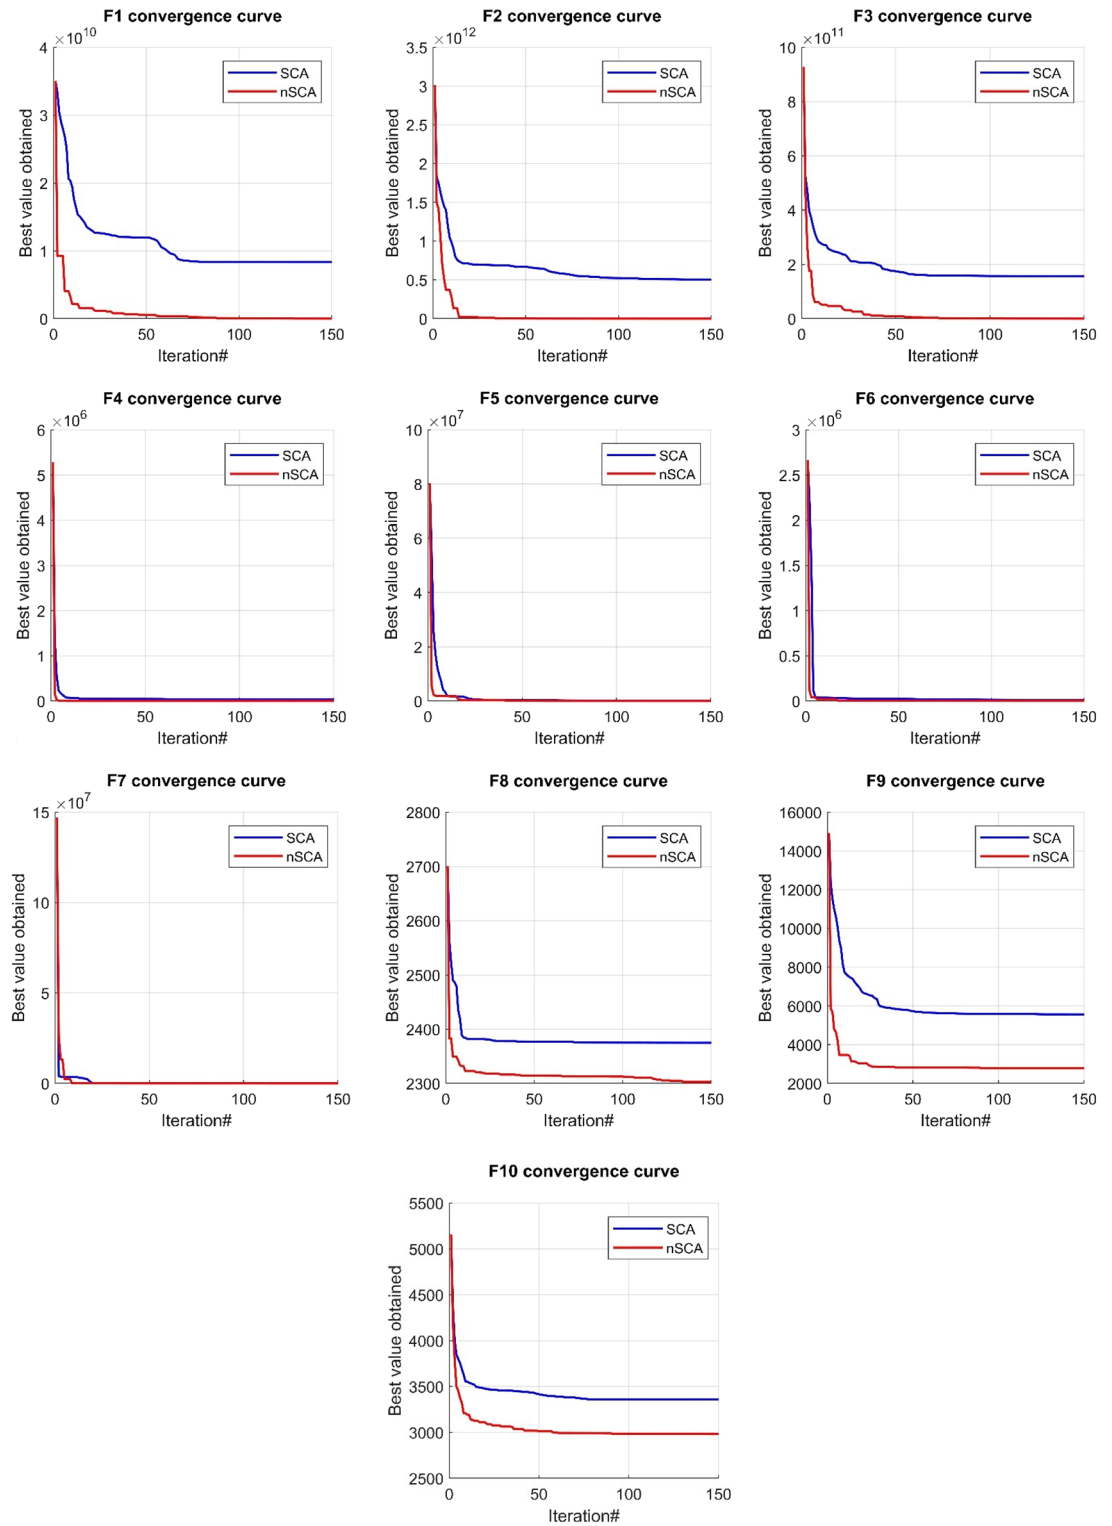 F1 convergence curve
×10^10
Best value obtained
4
3
2
1
0
0 50 100 150
Iteration#
SCA
nSCA
F2 convergence curve
×10^12
Best value obtained
3.5
3
2.5
2
1.5
1
0.5
0
0 50 100 150
Iteration#
SCA
nSCA
F3 convergence curve
×10^11
Best value obtained
10
8
6
4
2
0
0 50 100 150
Iteration#
SCA
nSCA
F4 convergence curve
×10^6
Best value obtained
6
5
4
3
2
1
0
0 50 100 150
Iteration#
SCA
nSCA
F5 convergence curve
×10^7
Best value obtained
10
8
6
4
2
0
0 50 100 150
Iteration#
SCA
nSCA
F6 convergence curve
×10^6
Best value obtained
3
2.5
2
1.5
1
0.5
0
0 50 100 150
Iteration#
SCA
nSCA
F7 convergence curve
×10^7
Best value obtained
15
10
5
0
0 50 100 150
Iteration#
SCA
nSCA
F8 convergence curve
Best value obtained
2800
2700
2600
2500
2400
2300
0 50 100 150
Iteration#
SCA
nSCA
F9 convergence curve
Best value obtained
16000
14000
12000
10000
8000
6000
4000
2000
0 50 100 150
Iteration#
SCA
nSCA
F10 convergence curve
Best value obtained
5500
5000
4500
4000
3500
3000
2500
0 50 100 150
Iteration#
SCA
nSCA